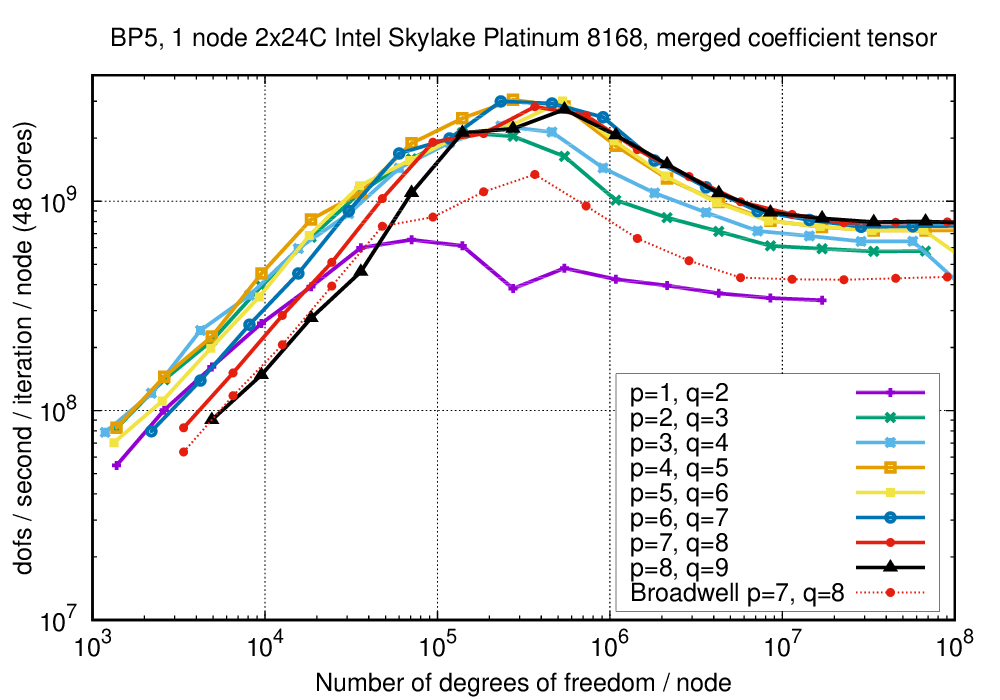 BP5, 1 node 2x24C Intel Skylake Platinum 8168, merged coefficient tensor
dofs / second / iteration / node (48 cores)
10^9
10^8
10^7
p=1, q=2
p=2, q=3
p=3, q=4
p=4, q=5
p=5, q=6
p=6, q=7
p=7, q=8
p=8, q=9
Broadwell p=7, q=8
10^3 10^4 10^5 10^6 10^7 10^8
Number of degrees of freedom / node